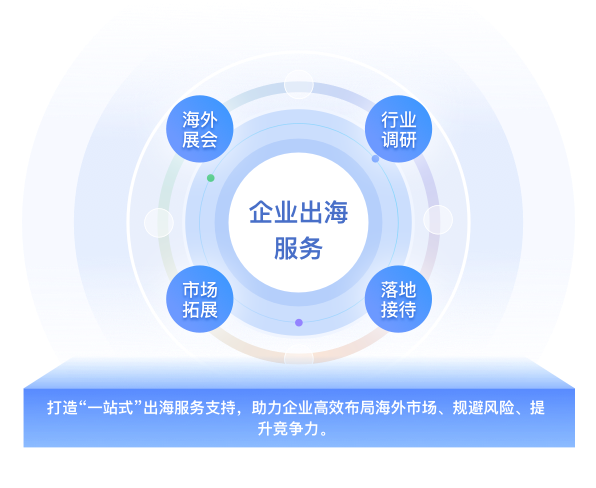 海外
展会
行业
调研
企业出海
服务
市场
拓展
落地
接待
打造“一站式”出海服务支持，助力企业高效布局海外市场、规避风险、提
升竞争力。